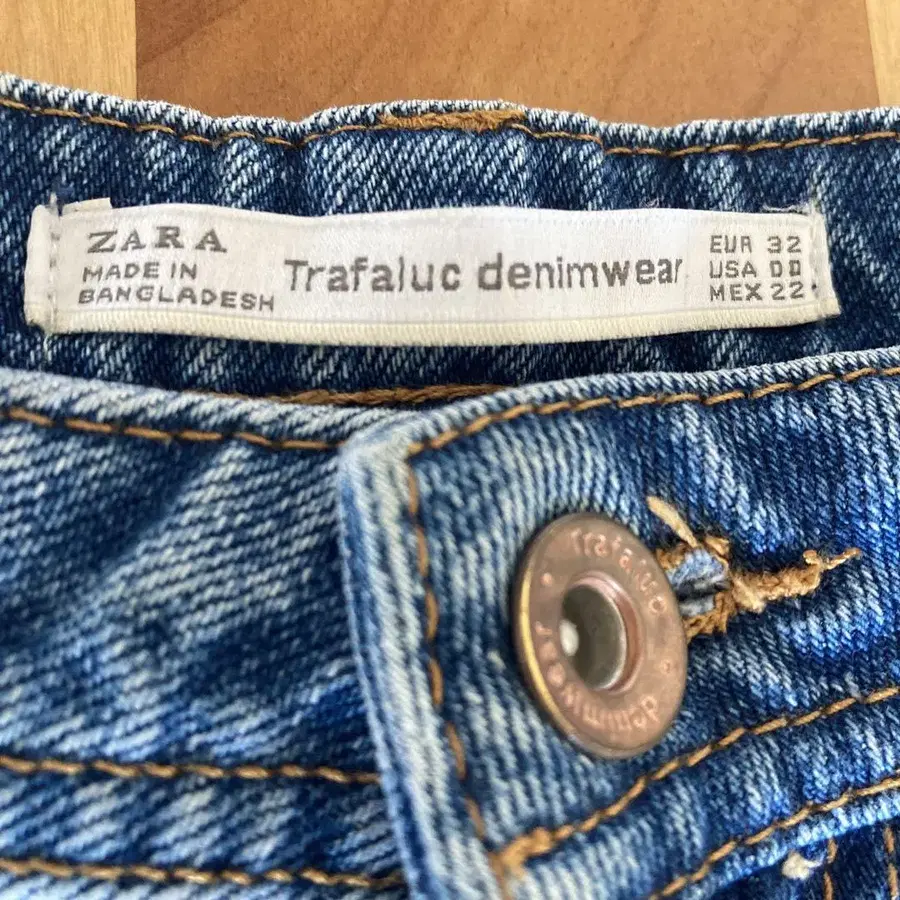 ZARA
MADE IN
BANGLADESH
Trafaluc denimwear
EUR 32
USA 00
MEX 22
Trafaluc
denimwear